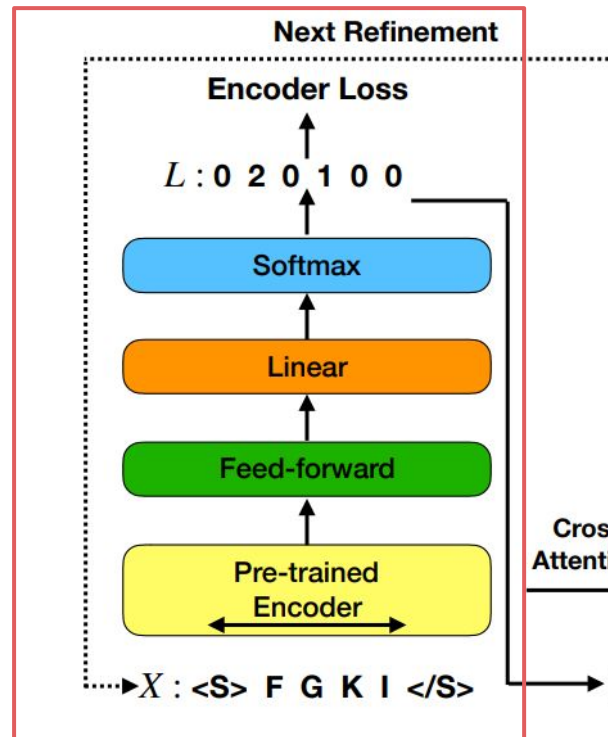 Next Refinement
Encoder Loss
L : 0 2 0 1 0 0
Softmax
Linear
Feed-forward
Pre-trained
Encoder
X : <S> F G K I </S>